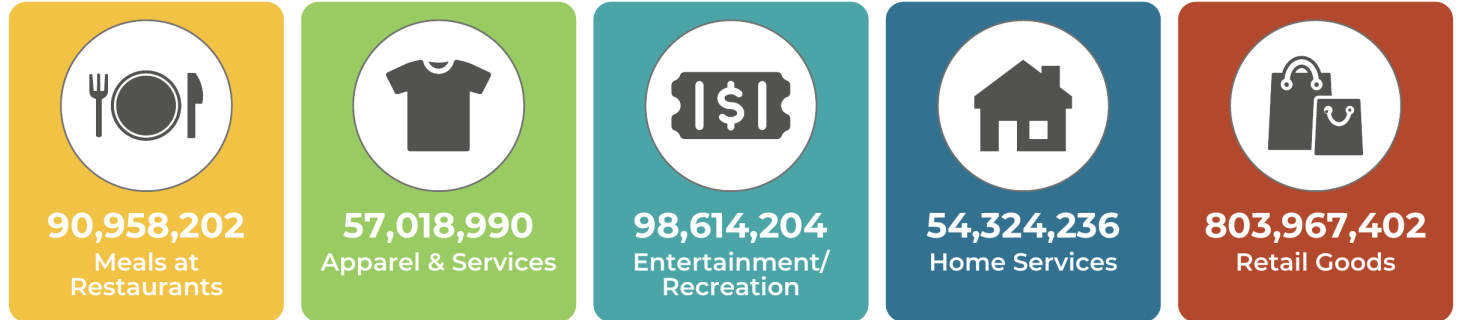 90,958,202
Meals at
Restaurants
57,018,990
Apparel & Services
$
98,614,204
Entertainment/
Recreation
54,324,236
Home Services
803,967,402
Retail Goods